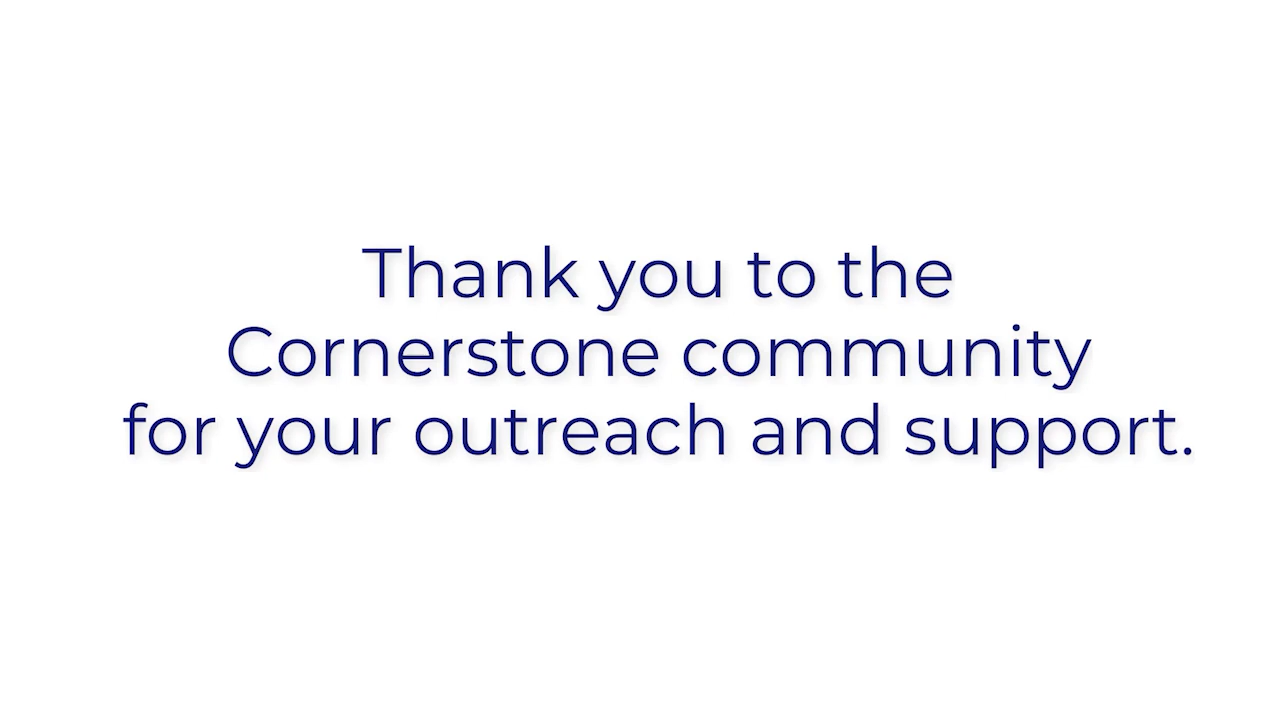 Thank you to the
Cornerstone community
for your outreach and support.